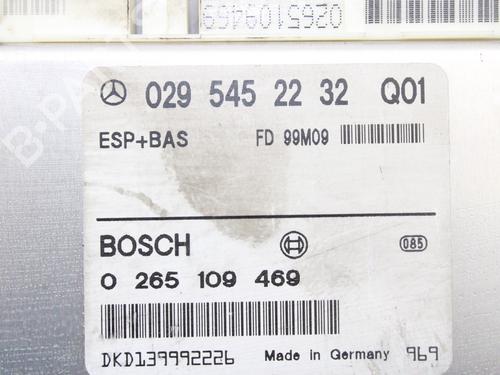 0265109469
029 545 22 32 Q01
ESP+BAS FD 99M09
BOSCH 085
0 265 109 469
DKD139992226 Made in Germany 969